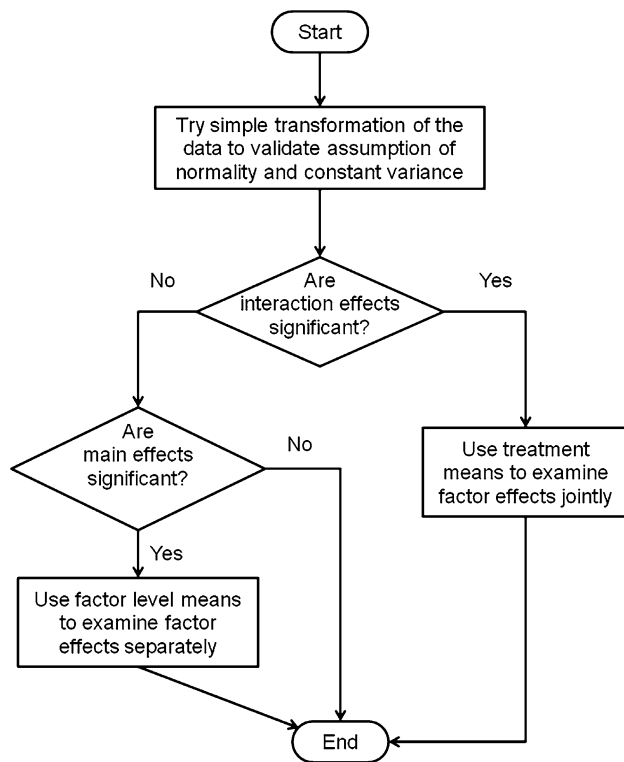 Start
Try simple transformation of the
data to validate assumption of
normality and constant variance
No
Are
interaction effects
significant?
Yes
Are
main effects
significant?
No
Use treatment
means to examine
factor effects jointly
Yes
Use factor level means
to examine factor
effects separately
End